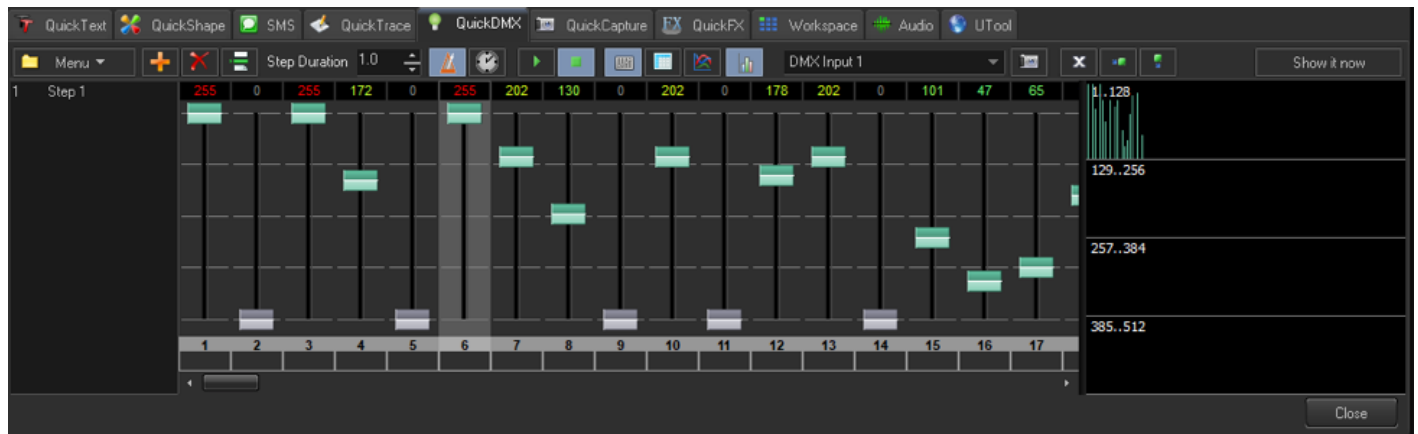 QuickText QuickShape SMS QuickTrace QuickDMX QuickCapture FX QuickFX Workspace Audio UTool
Menu Step Duration 1.0 DMX Input 1 Show it now
1 Step 1 255 0 255 172 0 255 202 130 0 202 0 178 202 0 101 47 65 1..128
129..256
257..384
385..512
1 2 3 4 5 6 7 8 9 10 11 12 13 14 15 16 17
Close